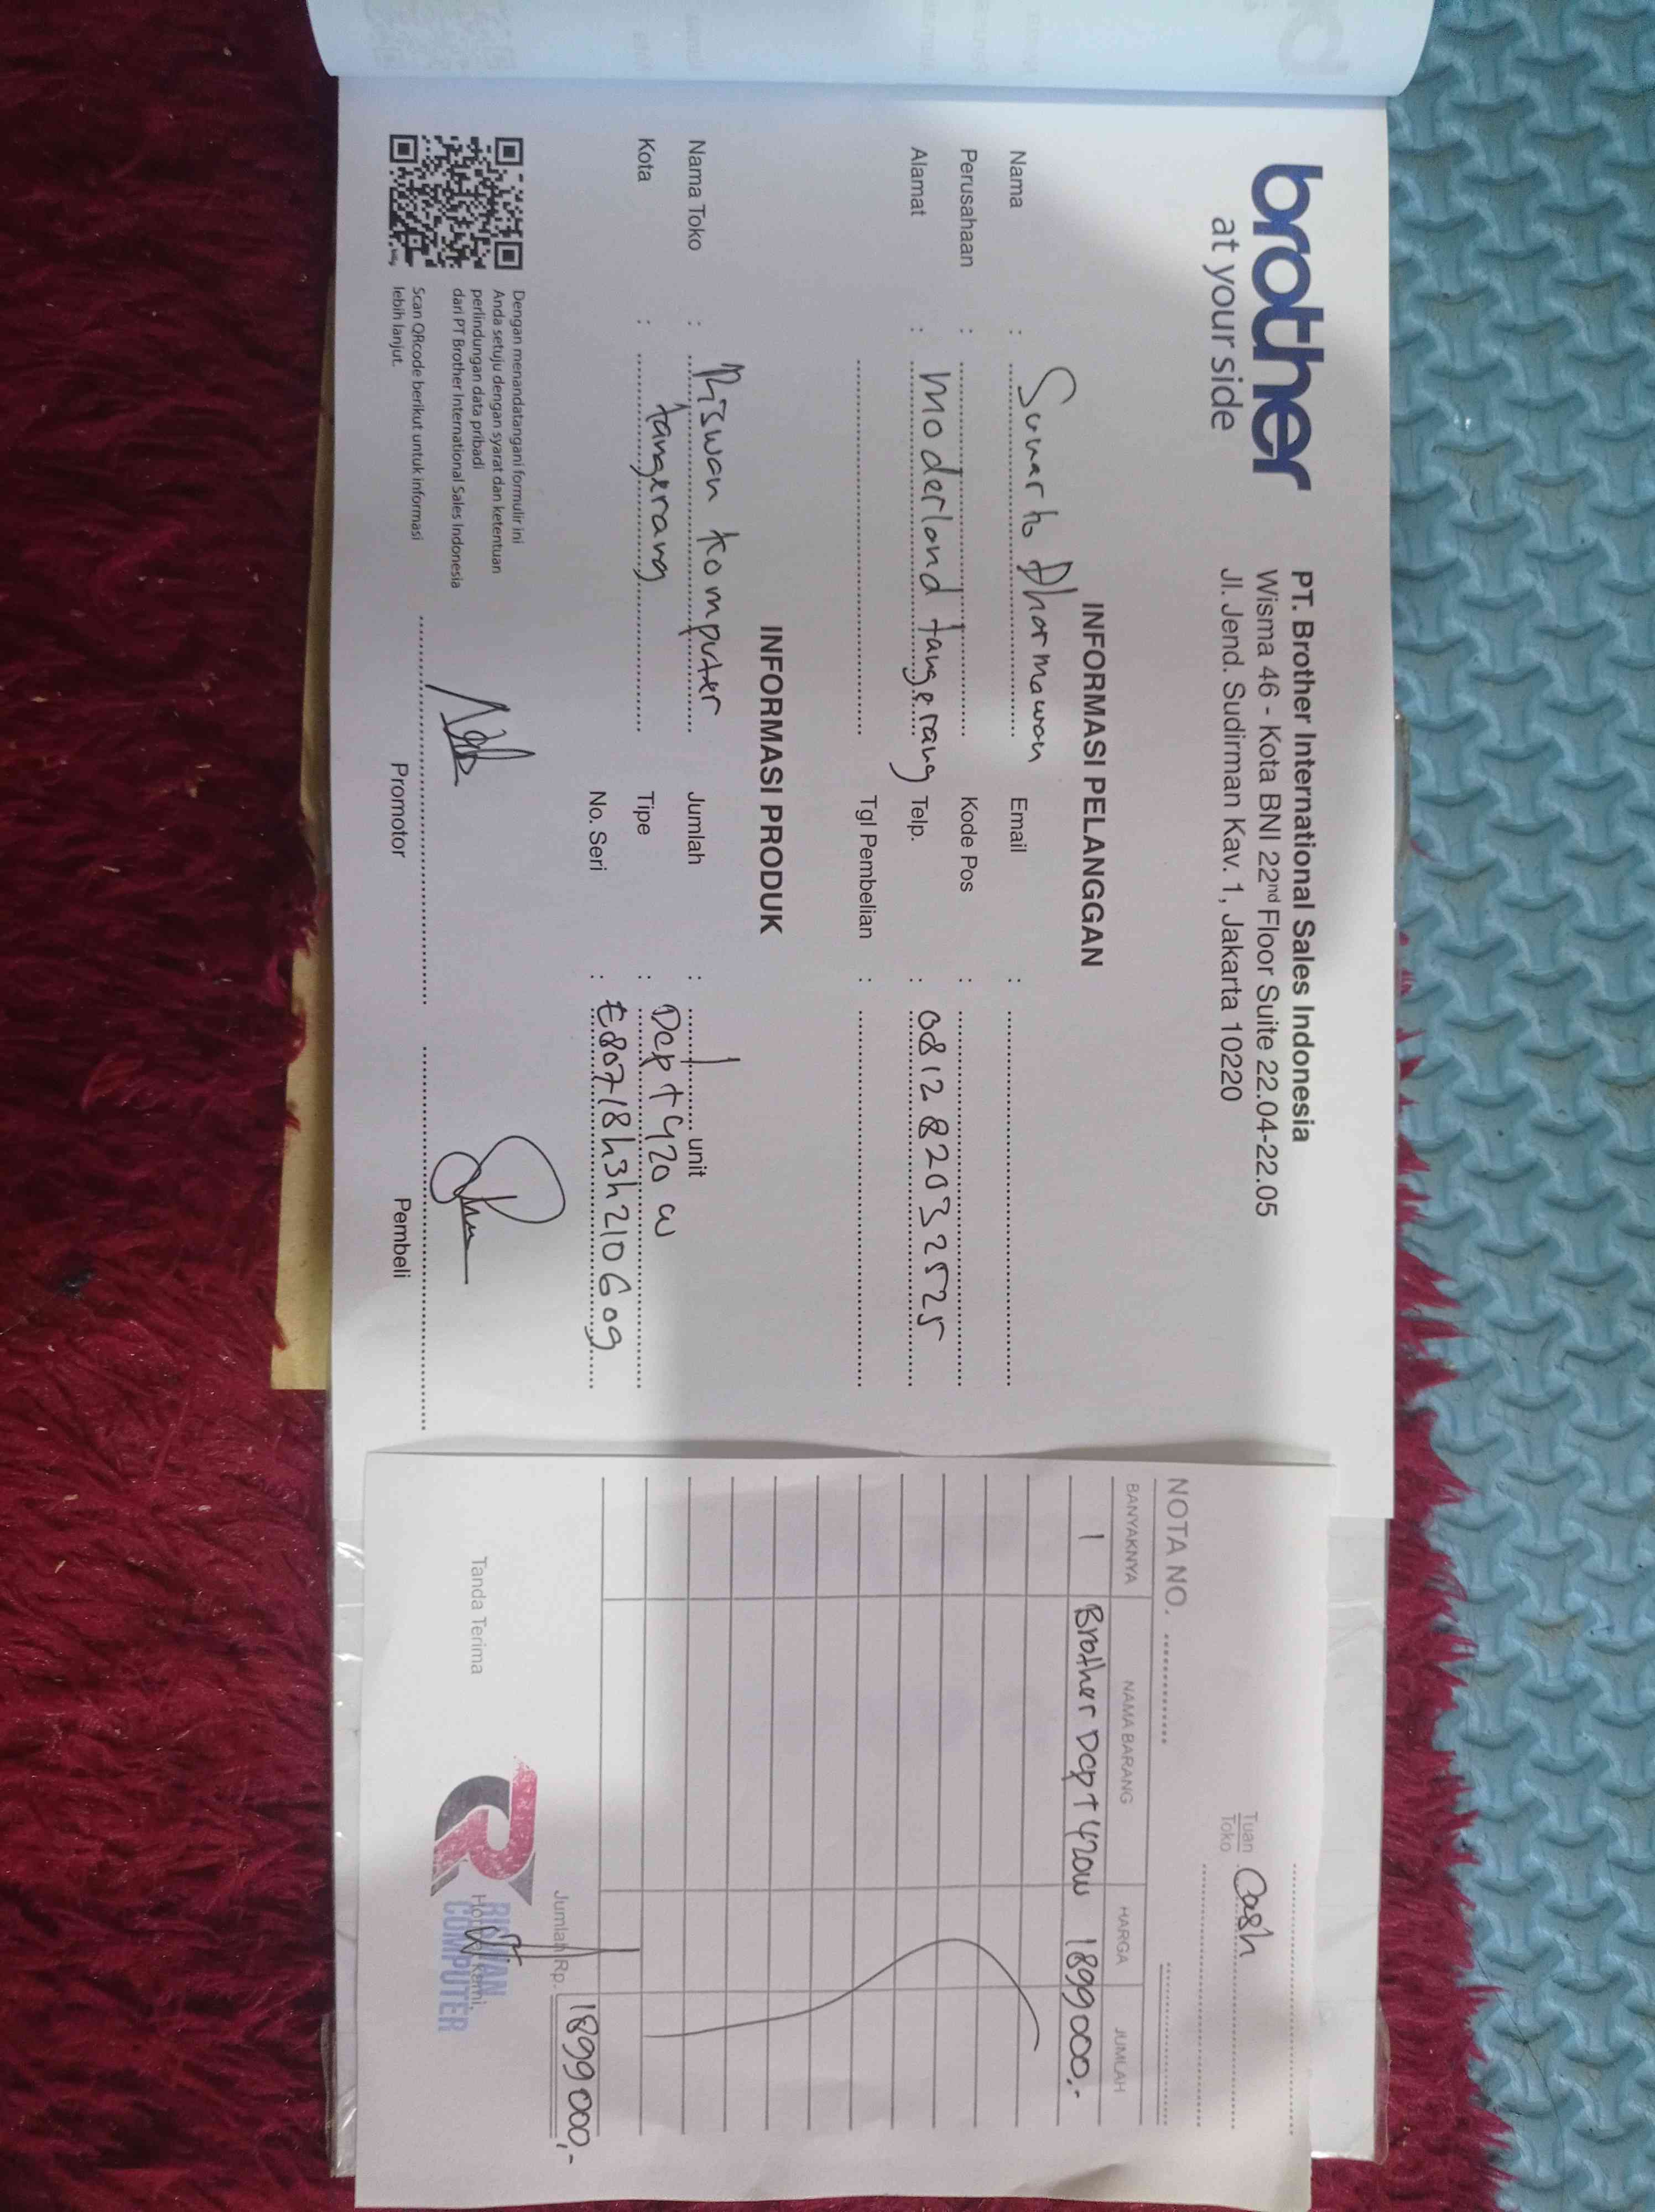 brother
at your side
PT. Brother International Sales Indonesia
Wisma 46 - Kota BNI 22nd Floor Suite 22.04-22.05
Jl. Jend. Sudirman Kav. 1, Jakarta 10220
INFORMASI PELANGGAN
Nama : Suwarto Dharmawan Email :
Perusahaan : Kode Pos :
Alamat : moderland tangerang Telp. : 081282032525
Tgl Pembelian :
INFORMASI PRODUK
Nama Toko : Riswan komputer Jumlah : 1 unit
Kota : tangerang Tipe : Dcp t420 w
No. Seri : E80718h3h210609
Dengan menandatangani formulir ini
Anda setuju dengan syarat dan ketentuan
perlindungan data pribadi
dari PT Brother International Sales Indonesia
Scan QRcode berikut untuk informasi
lebih lanjut.
Promotor Pembeli
Tuan Cash
Toko
NOTA NO.
BANYAKNYA NAMA BARANG HARGA JUMLAH
1 Brother Dcp T420w 1899000,-
Jumlah Rp. 1899000,-
Tanda Terima Hormat kami,
RISWAN
COMPUTER